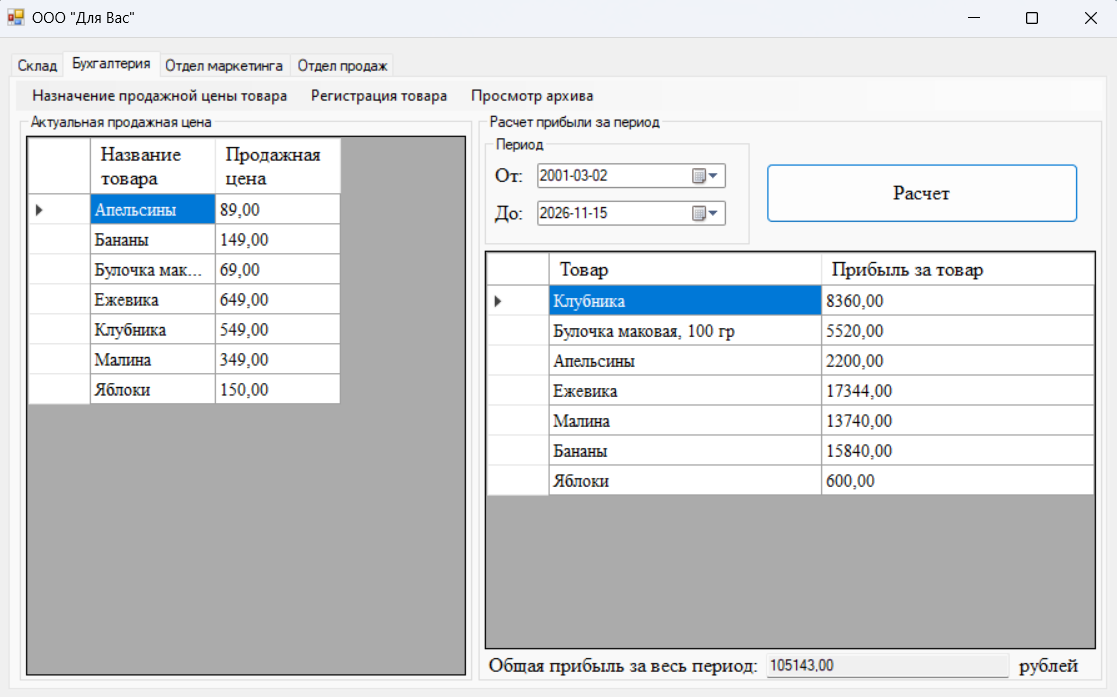 ООО "Для Вас"
Склад Бухгалтерия Отдел маркетинга Отдел продаж
Назначение продажной цены товара Регистрация товара Просмотр архива
Актуальная продажная цена
Название товара Продажная цена
Апельсины 89,00
Бананы 149,00
Булочка мак... 69,00
Ежевика 649,00
Клубника 549,00
Малина 349,00
Яблоки 150,00
Расчет прибыли за период
Период
От: 2001-03-02
До: 2026-11-15
Расчет
Товар Прибыль за товар
Клубника 8360,00
Булочка маковая, 100 гр 5520,00
Апельсины 2200,00
Ежевика 17344,00
Малина 13740,00
Бананы 15840,00
Яблоки 600,00
Общая прибыль за весь период: 105143,00 рублей